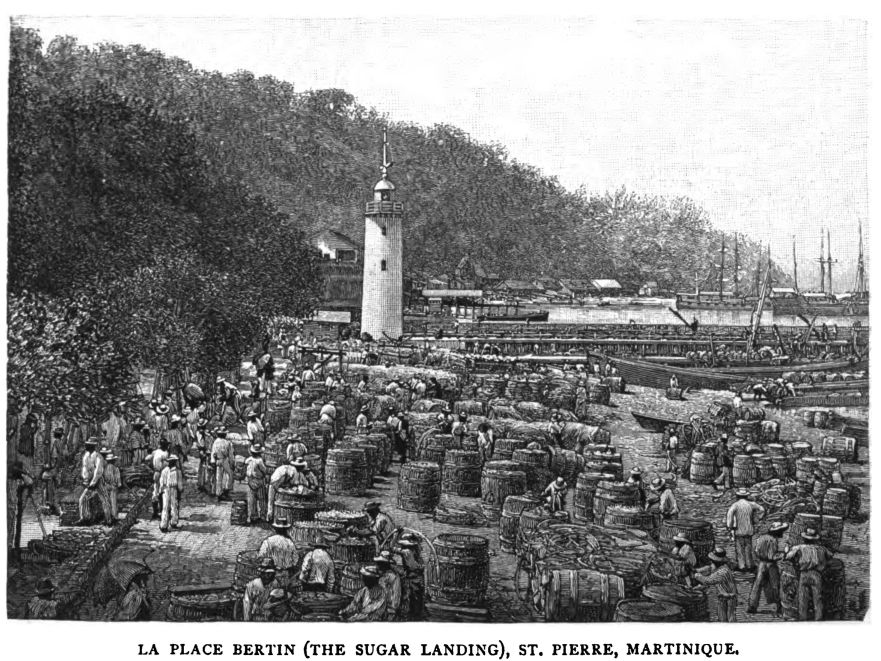 LA PLACE BERTIN (THE SUGAR LANDING), ST. PIERRE, MARTINIQUE.